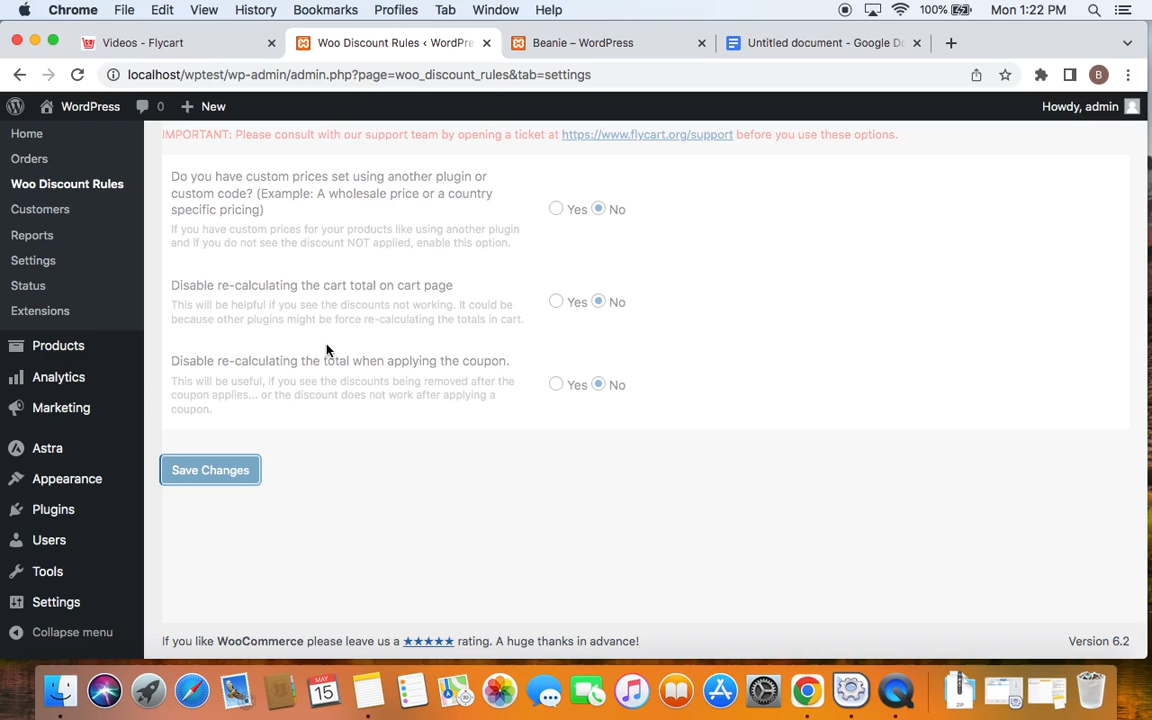 Chrome File Edit View History Bookmarks Profiles Tab Window Help 100% Mon 1:22 PM
Videos - Flycart Woo Discount Rules ‹ WordPre Beanie – WordPress Untitled document - Google Do
localhost/wptest/wp-admin/admin.php?page=woo_discount_rules&tab=settings B
WordPress 0 New Howdy, admin
Home
Orders
Woo Discount Rules
Customers
Reports
Settings
Status
Extensions
Products
Analytics
Marketing
Astra
Appearance
Plugins
Users
Tools
Settings
Collapse menu
IMPORTANT: Please consult with our support team by opening a ticket at https://www.flycart.org/support before you use these options.
Do you have custom prices set using another plugin or
custom code? (Example: A wholesale price or a country
specific pricing)
Yes No
If you have custom prices for your products like using another plugin
and if you do not see the discount NOT applied, enable this option.
Disable re-calculating the cart total on cart page
Yes No
This will be helpful if you see the discounts not working. It could be
because other plugins might be force re-calculating the totals in cart.
Disable re-calculating the total when applying the coupon.
Yes No
This will be useful, if you see the discounts being removed after the
coupon applies... or the discount does not work after applying a
coupon.
Save Changes
If you like WooCommerce please leave us a ★★★★★ rating. A huge thanks in advance! Version 6.2
MAY
15
ZIP